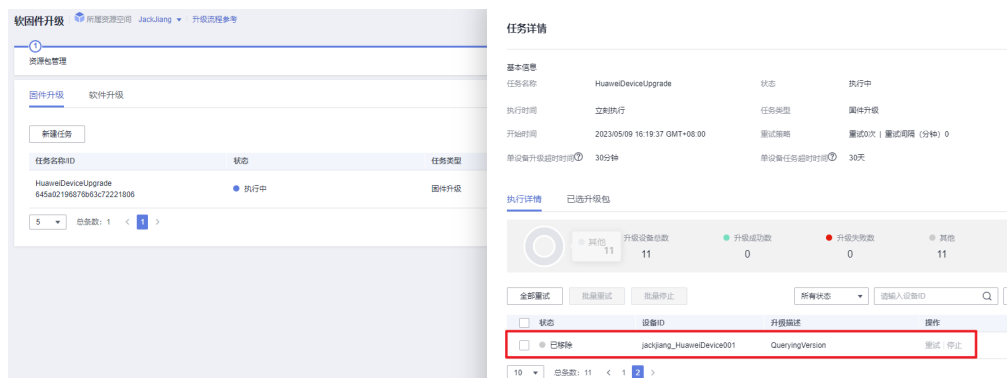 软固件升级 所属资源空间 JackJiang 升级流程参考
1
资源包管理
固件升级 软件升级
新建任务
任务名称/ID 状态 任务类型
HuaweiDeviceUpgrade
645a02196876b63c72221806
执行中 固件升级
5 总条数：1 < 1 >
任务详情
基本信息
任务名称 HuaweiDeviceUpgrade 状态 执行中
执行时间 立刻执行 任务类型 固件升级
开始时间 2023/05/09 16:19:37 GMT+08:00 重试策略 重试0次 | 重试间隔（分钟）0
单设备升级超时时间 30分钟 单设备任务超时时间 30天
执行详情 已选升级包
其他 11
升级设备总数 升级成功数 升级失败数 其他
11 0 0 11
全部重试 批量重试 批量停止 所有状态 请输入设备ID
状态 设备ID 升级描述 操作
已移除 jackjiang_HuaweiDevice001 QueryingVersion 重试 | 停止
10 总条数：11 < 1 2 >